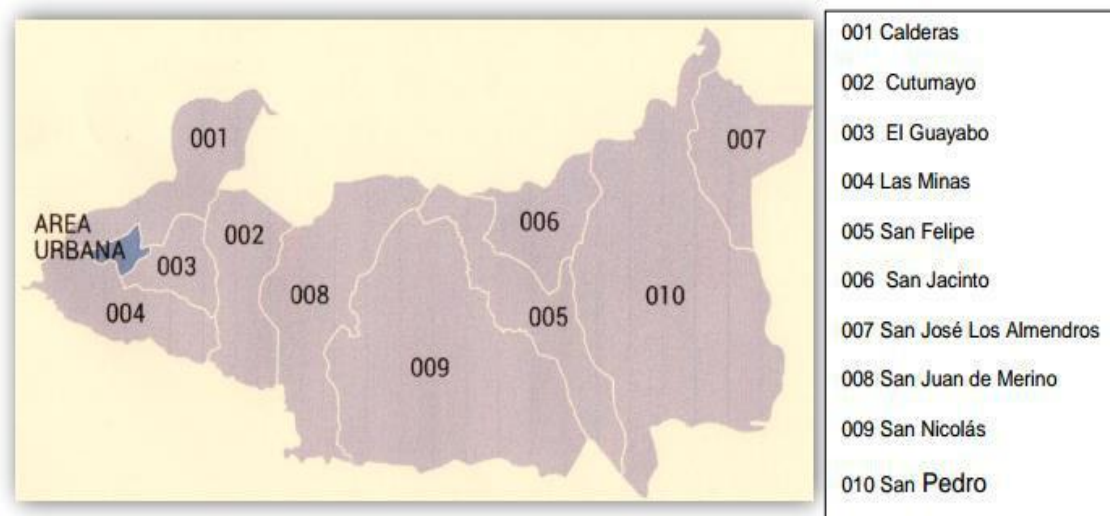 001
007
006
AREA
URBANA
002
003
008
010
004
005
009
001 Calderas
002 Cutumayo
003 El Guayabo
004 Las Minas
005 San Felipe
006 San Jacinto
007 San José Los Almendros
008 San Juan de Merino
009 San Nicolás
010 San Pedro